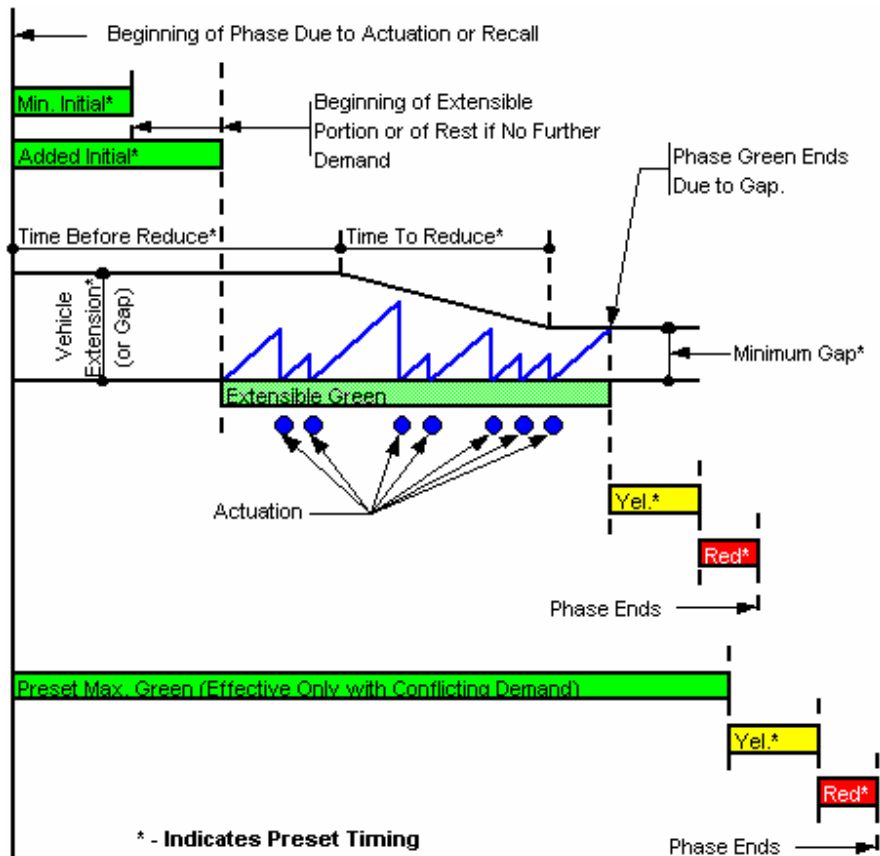 Beginning of Phase Due to Actuation or Recall
Min. Initial*
Added Initial*
Beginning of Extensible
Portion or of Rest if No Further
Demand
Phase Green Ends
Due to Gap.
Time Before Reduce*
Time To Reduce*
Vehicle
Extension*
(or Gap)
Minimum Gap*
Extensible Green
Actuation
Yel.*
Red*
Phase Ends
Preset Max. Green (Effective Only with Conflicting Demand)
Yel.*
Red*
* - Indicates Preset Timing
Phase Ends